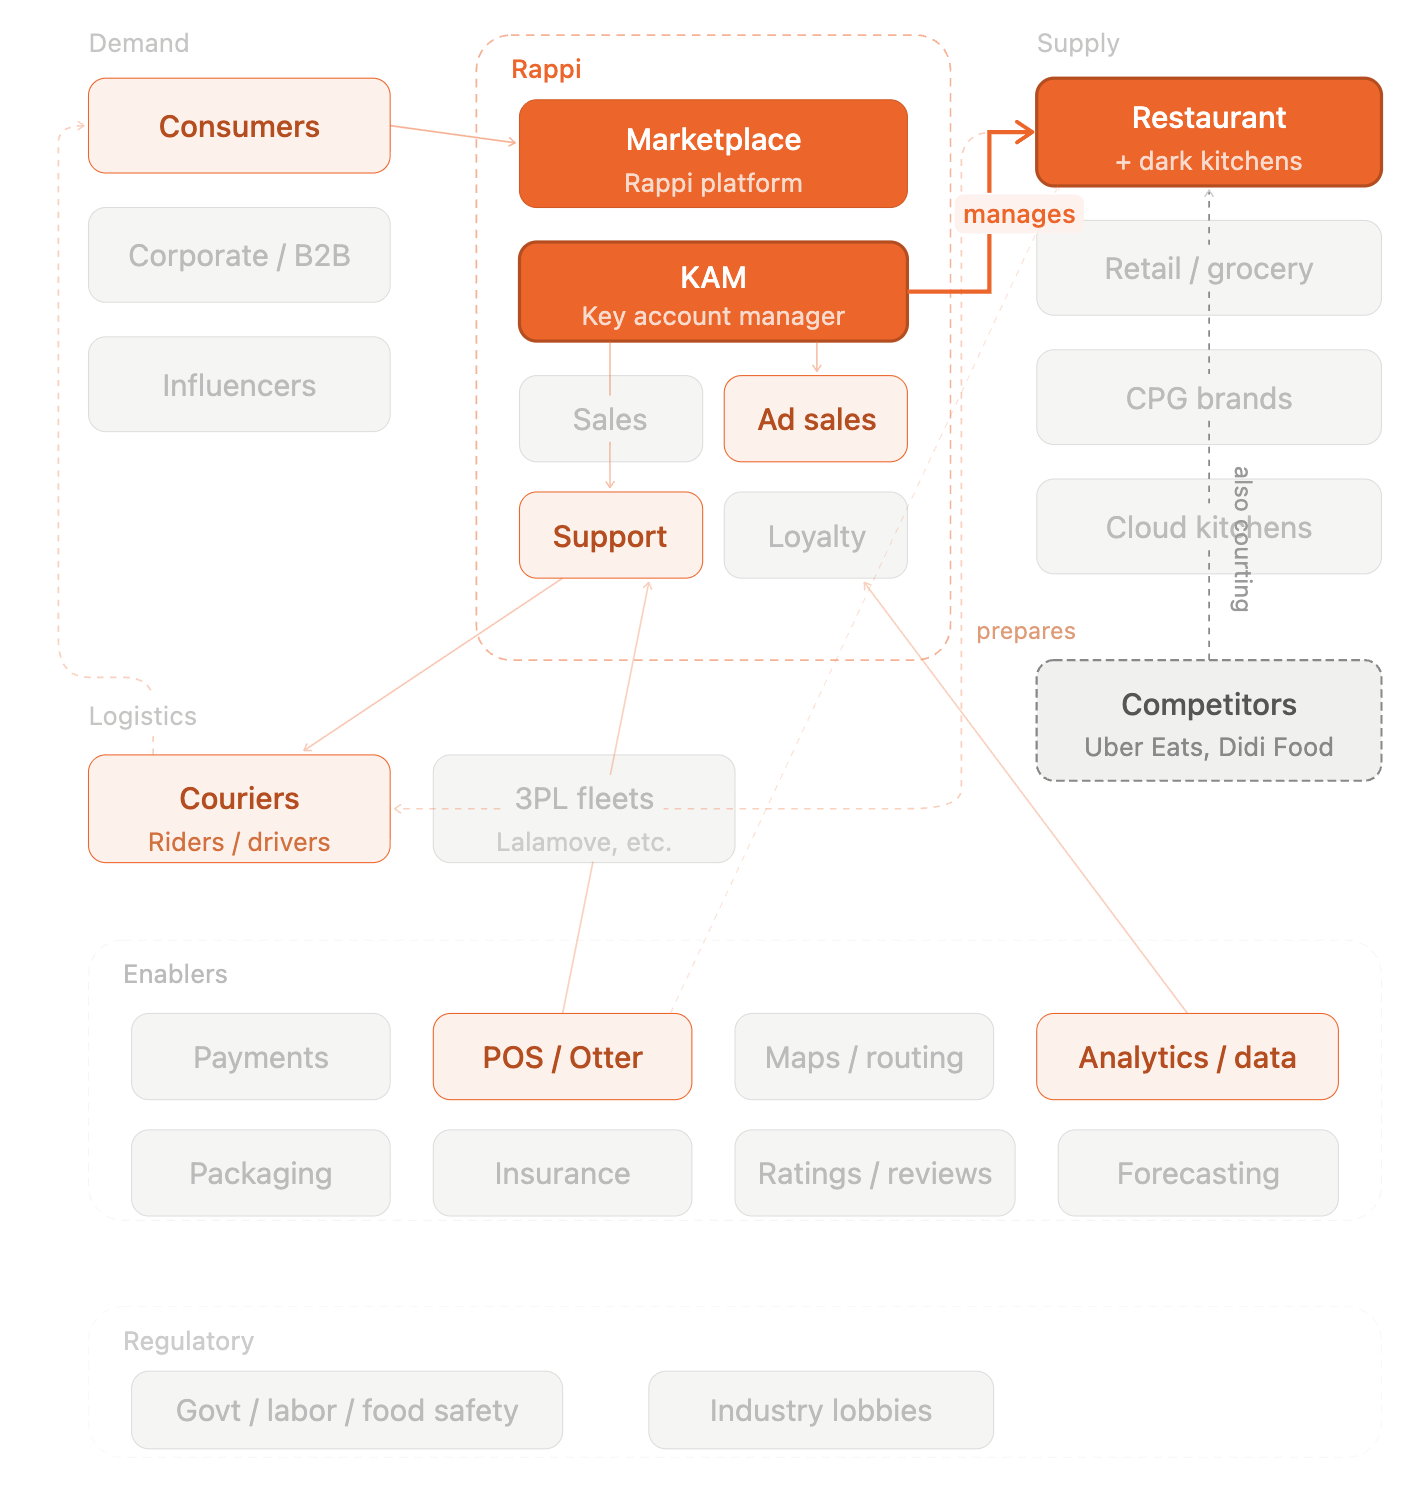 Demand
Consumers
Corporate / B2B
Influencers
Rappi
Marketplace
Rappi platform
KAM
Key account manager
Sales
Ad sales
Support
Loyalty
manages
Supply
Restaurant
+ dark kitchens
Retail / grocery
CPG brands
Cloud kitchens
also courting
prepares
Competitors
Uber Eats, Didi Food
Logistics
Couriers
Riders / drivers
3PL fleets
Lalamove, etc.
Enablers
Payments
POS / Otter
Maps / routing
Analytics / data
Packaging
Insurance
Ratings / reviews
Forecasting
Regulatory
Govt / labor / food safety
Industry lobbies